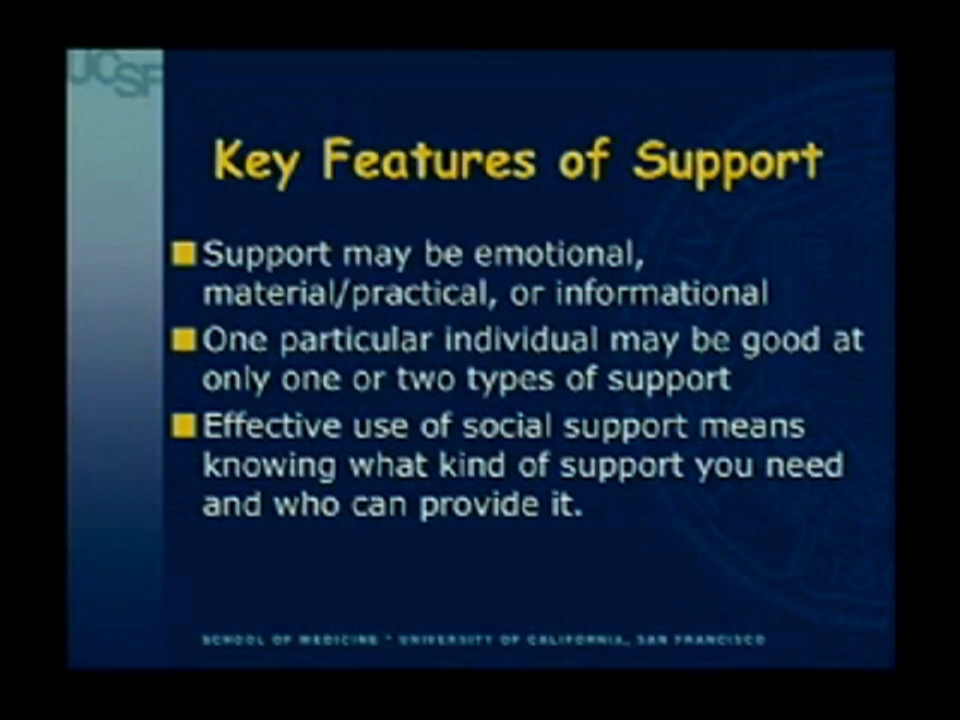 UCSF
Key Features of Support
Support may be emotional,
material/practical, or informational
One particular individual may be good at
only one or two types of support
Effective use of social support means
knowing what kind of support you need
and who can provide it.
SCHOOL OF MEDICINE * UNIVERSITY OF CALIFORNIA, SAN FRANCISCO